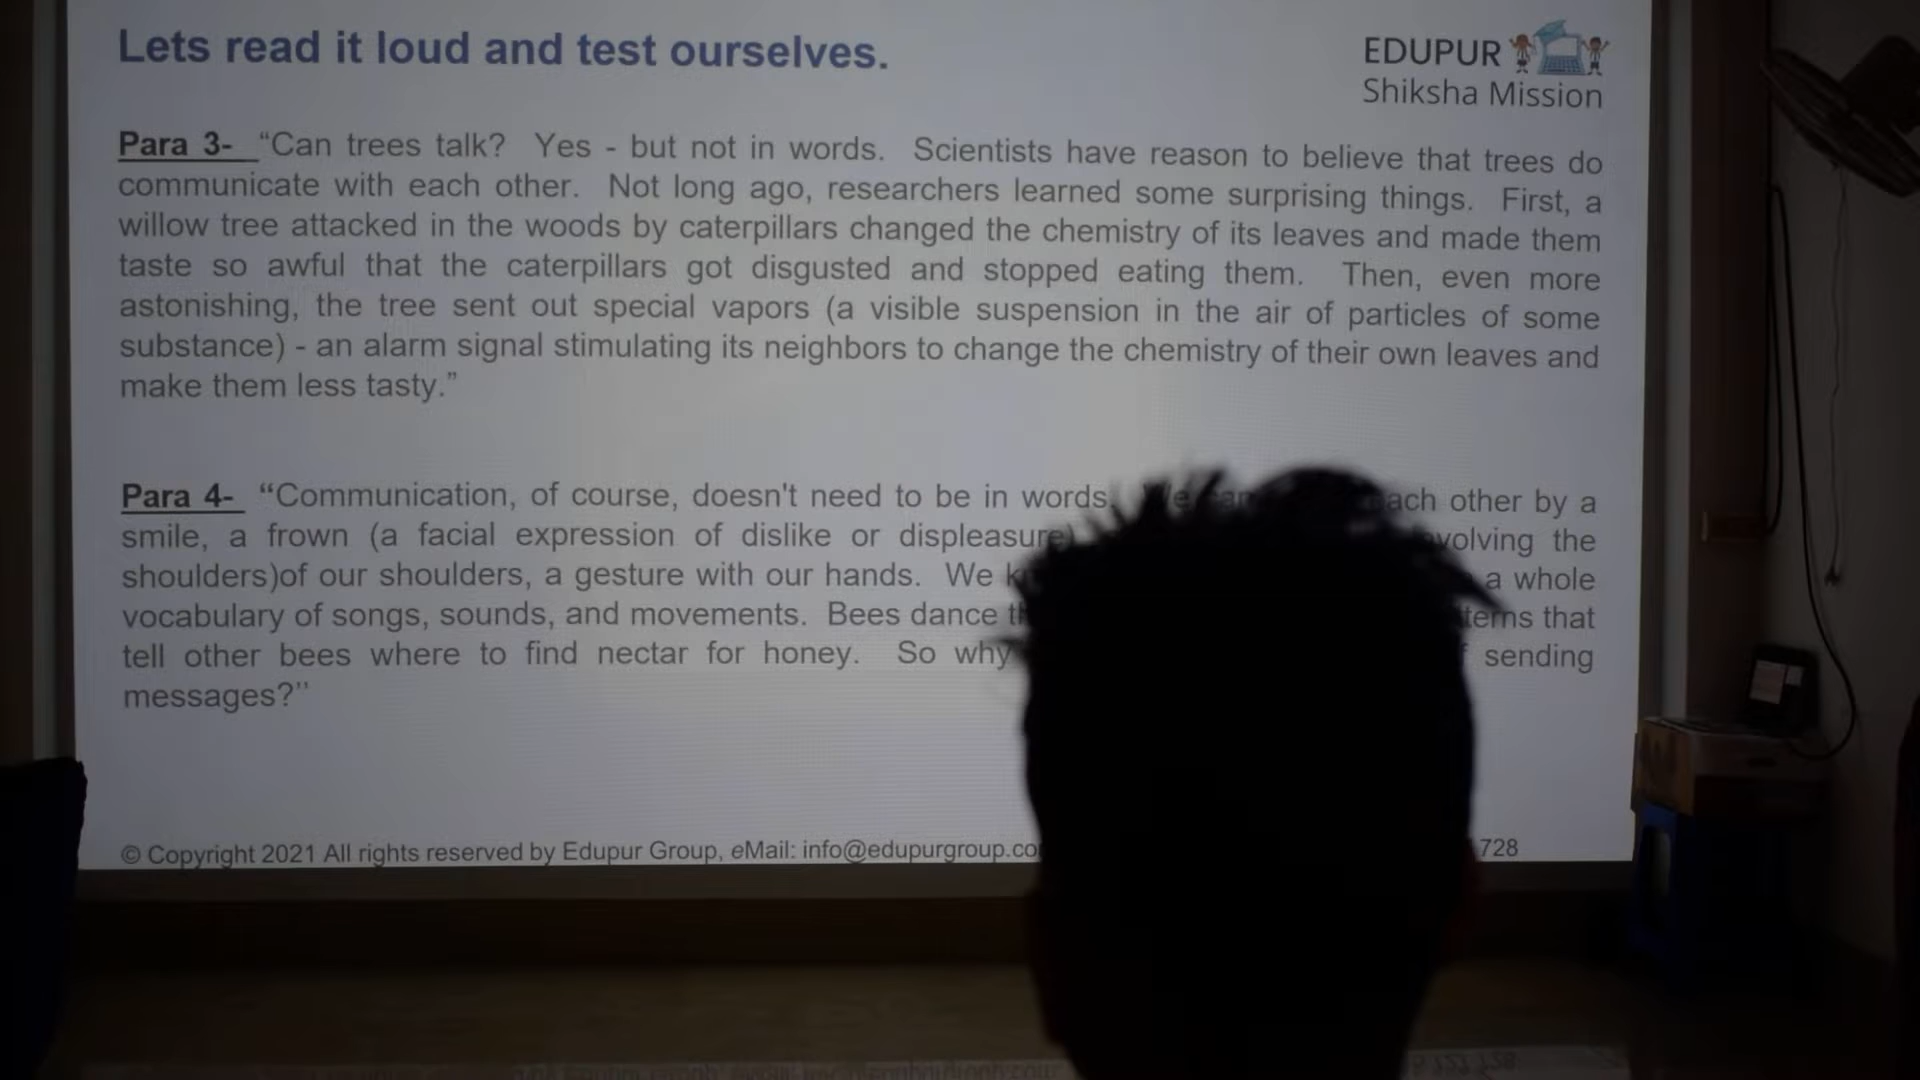 Lets read it loud and test ourselves.
EDUPUR
Shiksha Mission
Para 3- “Can trees talk? Yes - but not in words. Scientists have reason to believe that trees do
communicate with each other. Not long ago, researchers learned some surprising things. First, a
willow tree attacked in the woods by caterpillars changed the chemistry of its leaves and made them
taste so awful that the caterpillars got disgusted and stopped eating them. Then, even more
astonishing, the tree sent out special vapors (a visible suspension in the air of particles of some
substance) - an alarm signal stimulating its neighbors to change the chemistry of their own leaves and
make them less tasty.”
Para 4- “Communication, of course, doesn't need to be in words. other by a
smile, a frown (a facial expression of dislike or displeasure) the
shoulders)of our shoulders, a gesture with our hands. We a whole
vocabulary of songs, sounds, and movements. Bees dance that
tell other bees where to find nectar for honey. So why sending
messages?”
© Copyright 2021 All rights reserved by Edupur Group, eMail: 728